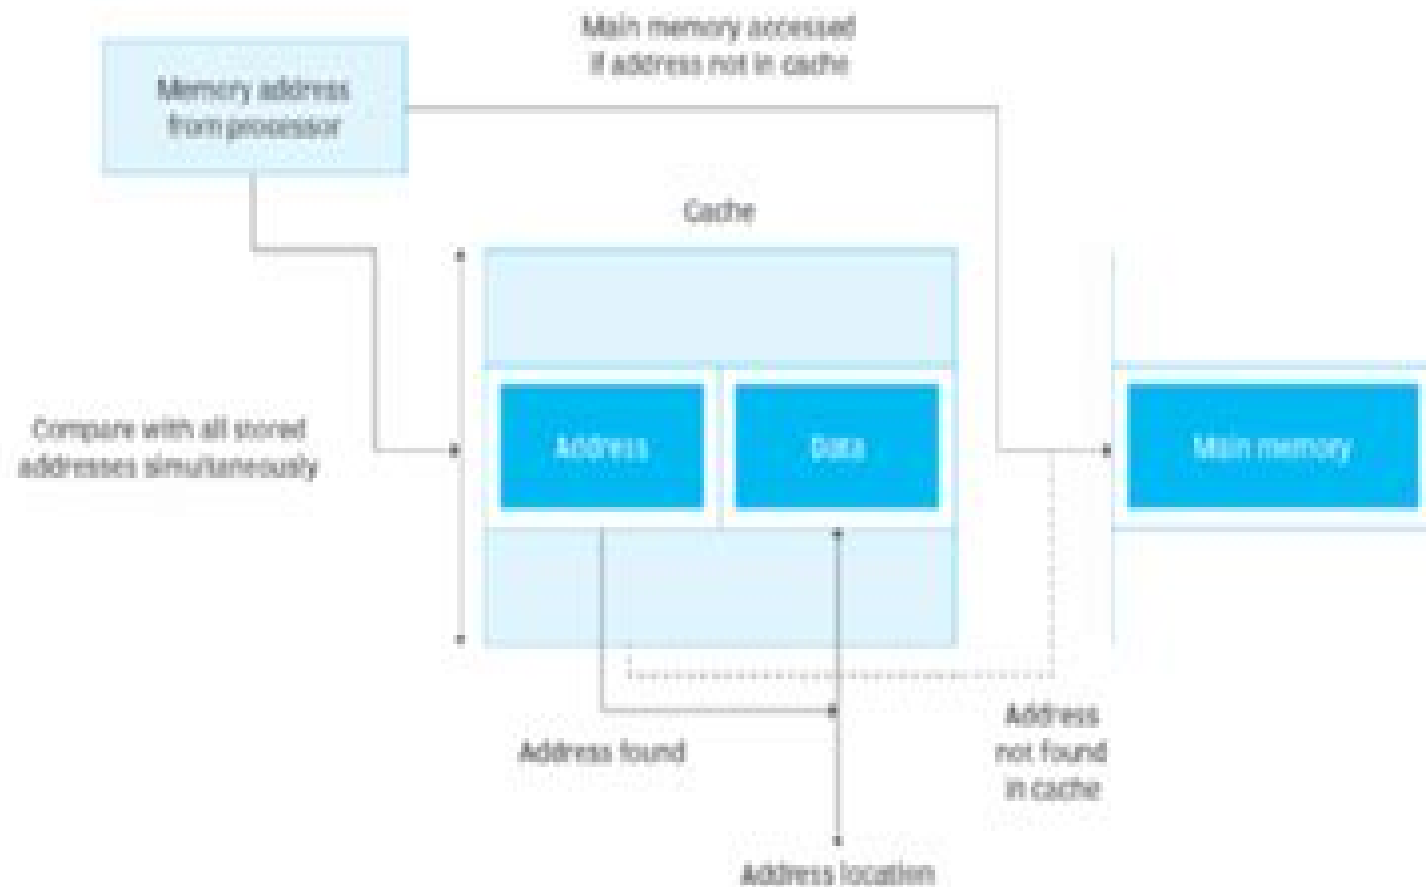 Main memory accessed
if address not in cache
Memory address
from processor
Cache
Compare with all stored
addresses simultaneously
Address
Data
Main memory
Address found
Address
not found
in cache
Address location